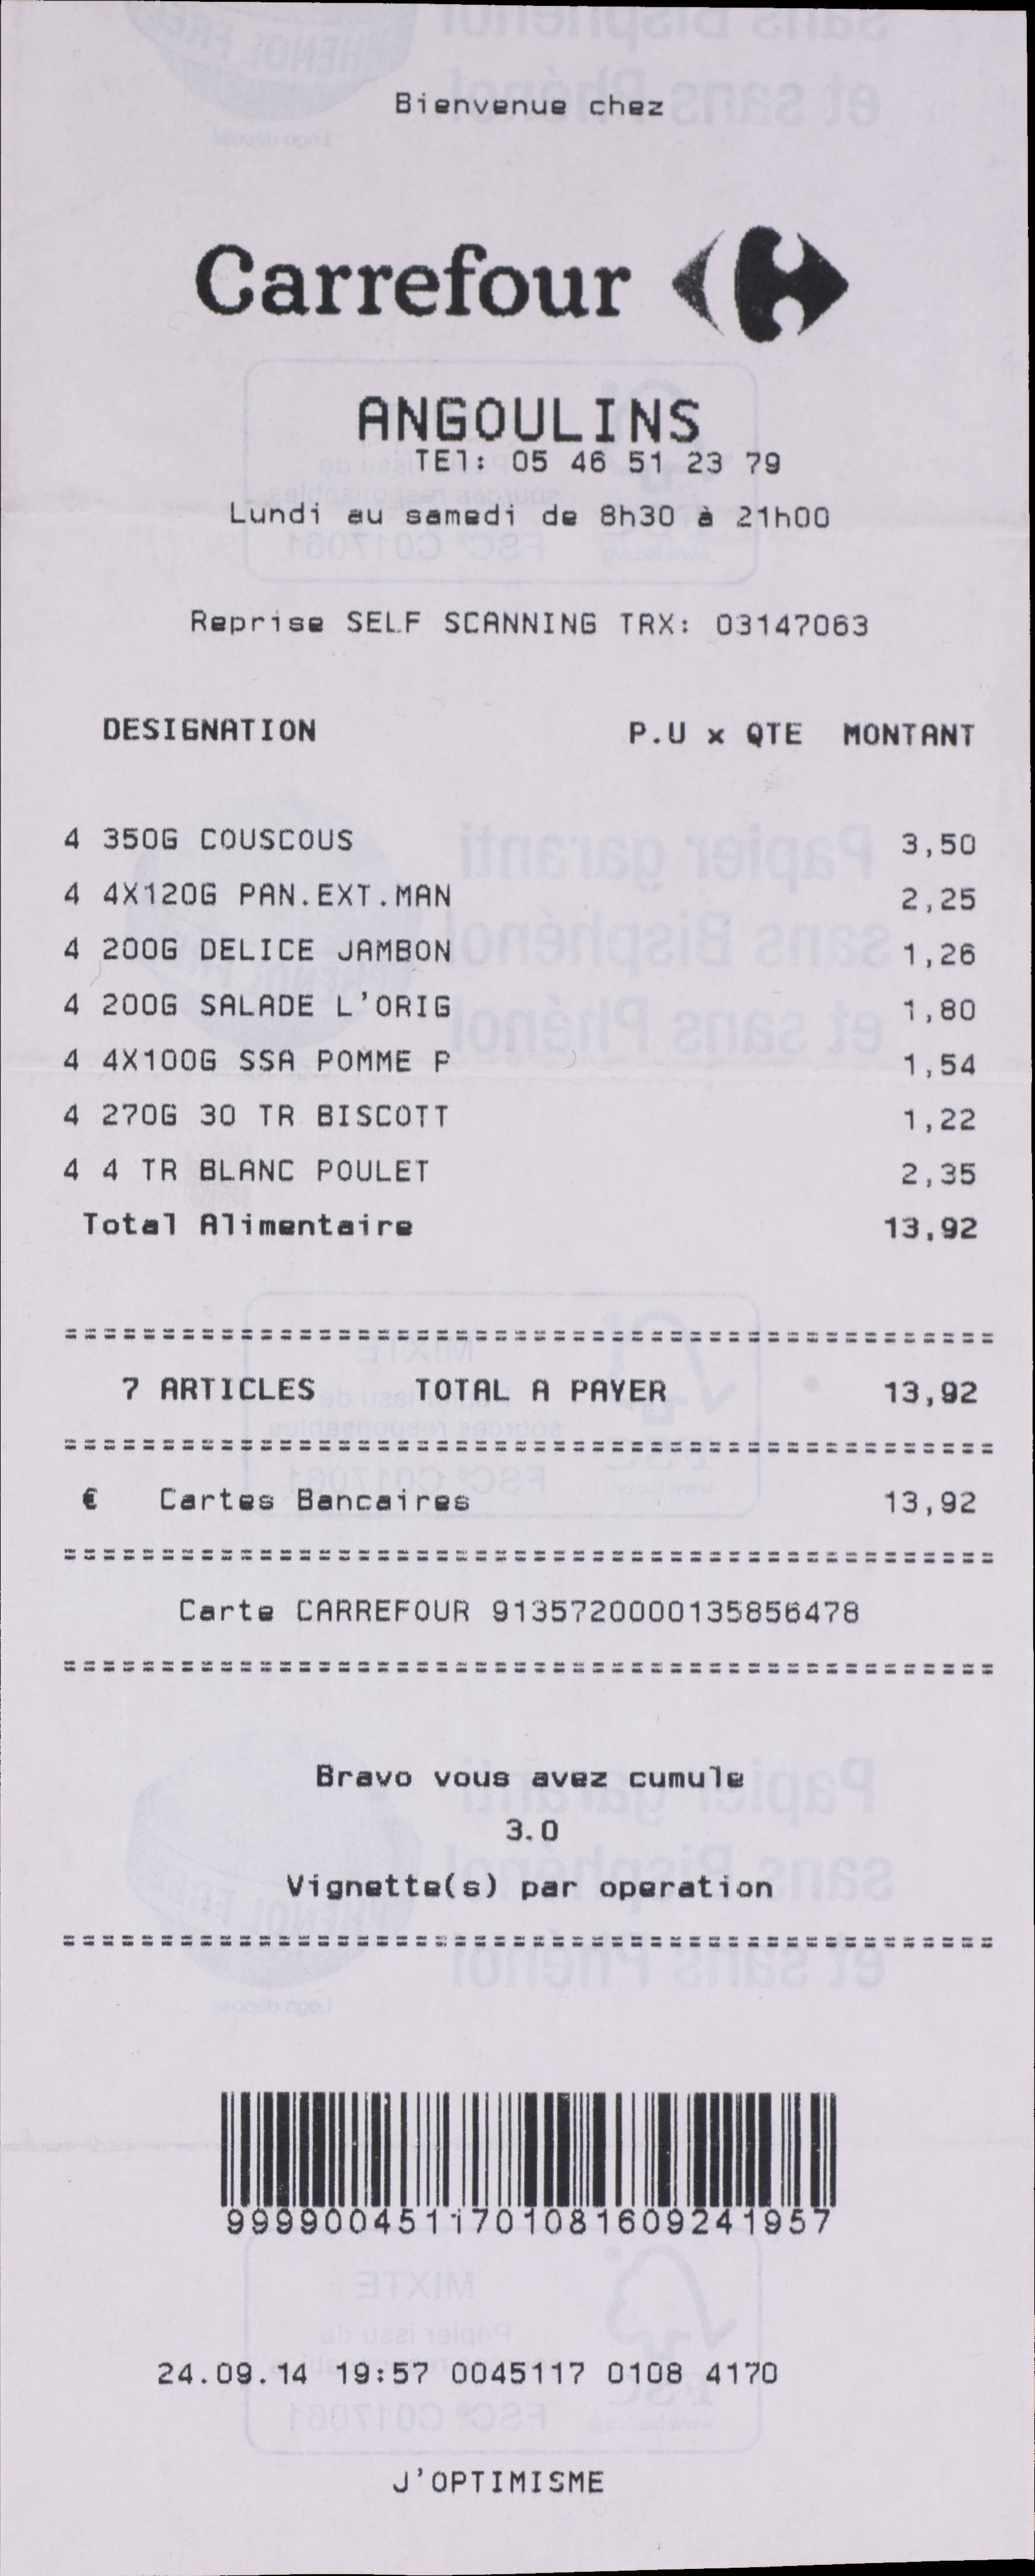 Bienvenue chez
Carrefour
ANGOULINS
TEl: 05 46 51 23 79
Lundi au samedi de 8h30 à 21h00
Reprise SELF SCANNING TRX: 03147063
DESIGNATION P.U x QTE MONTANT
4 350G COUSCOUS 3,50
4 4X120G PAN.EXT.MAN 2,25
4 200G DELICE JAMBON 1,26
4 200G SALADE L'ORIG 1,80
4 4X100G SSA POMME P 1,54
4 270G 30 TR BISCOTT 1,22
4 4 TR BLANC POULET 2,35
Total Alimentaire 13,92
================================================
7 ARTICLES TOTAL A PAYER 13,92
================================================
€ Cartes Bancaires 13,92
================================================
Carte CARREFOUR 9135720000135856478
================================================
Bravo vous avez cumule
3.0
Vignette(s) par operation
================================================
9999004511701081609241957
24.09.14 19:57 0045117 0108 4170
J'OPTIMISME